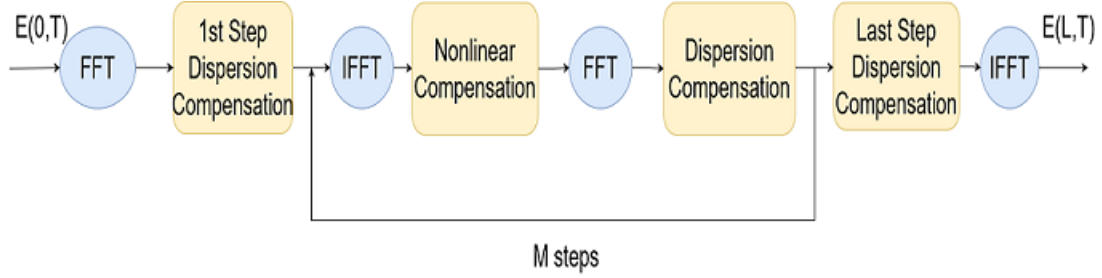 E(0,T)
FFT
1st Step
Dispersion
Compensation
IFFT
Nonlinear
Compensation
FFT
Dispersion
Compensation
Last Step
Dispersion
Compensation
E(L,T)
IFFT
M steps